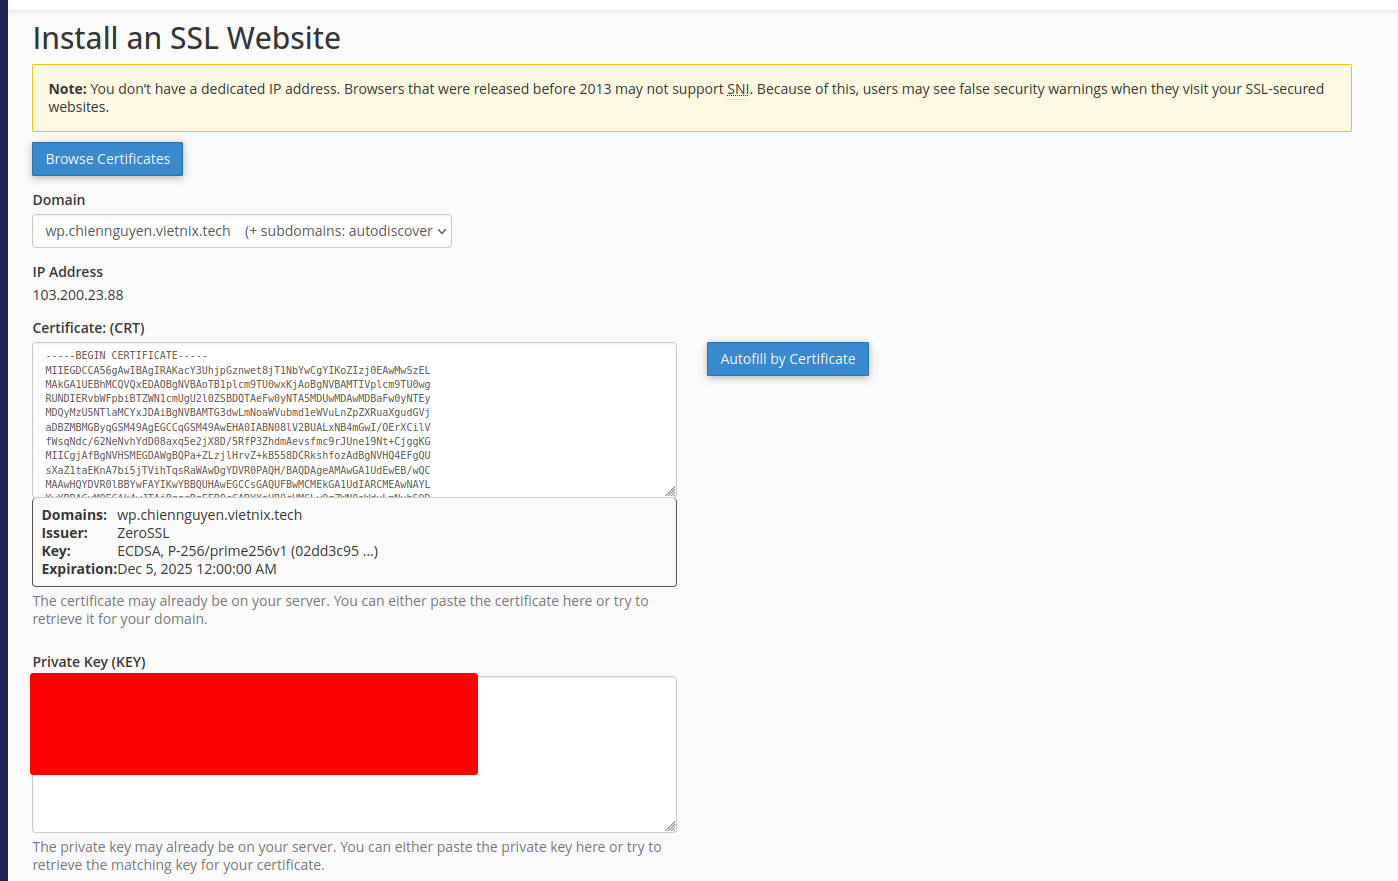 Install an SSL Website
Note: You don’t have a dedicated IP address. Browsers that were released before 2013 may not support SNI. Because of this, users may see false security warnings when they visit your SSL-secured
websites.
Browse Certificates
Domain
wp.chiennguyen.vietnix.tech (+ subdomains: autodiscover
IP Address
103.200.23.88
Certificate: (CRT)
-----BEGIN CERTIFICATE-----
MIIEGDCCA56gAwIBAgIRAKacY3UhjpGznwet8jT1NbYwCgYIKoZIzj0EAwMwSzEL
MAkGA1UEBhMCQVQxEDAOBgNVBAoTB1plcm9TU0wxKjAoBgNVBAMTIVplcm9TU0wg
RUNDIERvbWFpbiBTZWN1cmUgU2l0ZSBDQTAeFw0yNTA5MDUwMDAwMDBaFw0yNTEy
MDQyMzU5NTlaMCYxJDAiBgNVBAMTG3dwLmNoaWVubmd1eWVuLnZpZXRuaXgudGVj
aDBZMBMGByqGSM49AgEGCCqGSM49AwEHA0IABN08lV2BUALxNB4mGwI/OErXCilV
fWsqNdc/62NeNvhYdD08axq5e2jX8D/5RfP3ZhdmAevsfmc9rJUne19Nt+CjggKG
MIICgjAfBgNVHSMEGDAWgBQPa+ZLzjlHrvZ+kB558DCRkshfozAdBgNVHQ4EFgQU
sXaZ1taEKnA7bi5jTVihTqsRaWAwDgYDVR0PAQH/BAQDAgeAMAwGA1UdEwEB/wQC
MAAwHQYDVR0lBBYwFAYIKwYBBQUHAwEGCCsGAQUFBwMCMEkGA1UdIARCMEAwNAYL
Autofill by Certificate
Domains: wp.chiennguyen.vietnix.tech
Issuer: ZeroSSL
Key: ECDSA, P-256/prime256v1 (02dd3c95 ...)
Expiration:Dec 5, 2025 12:00:00 AM
The certificate may already be on your server. You can either paste the certificate here or try to
retrieve it for your domain.
Private Key (KEY)
The private key may already be on your server. You can either paste the private key here or try to
retrieve the matching key for your certificate.